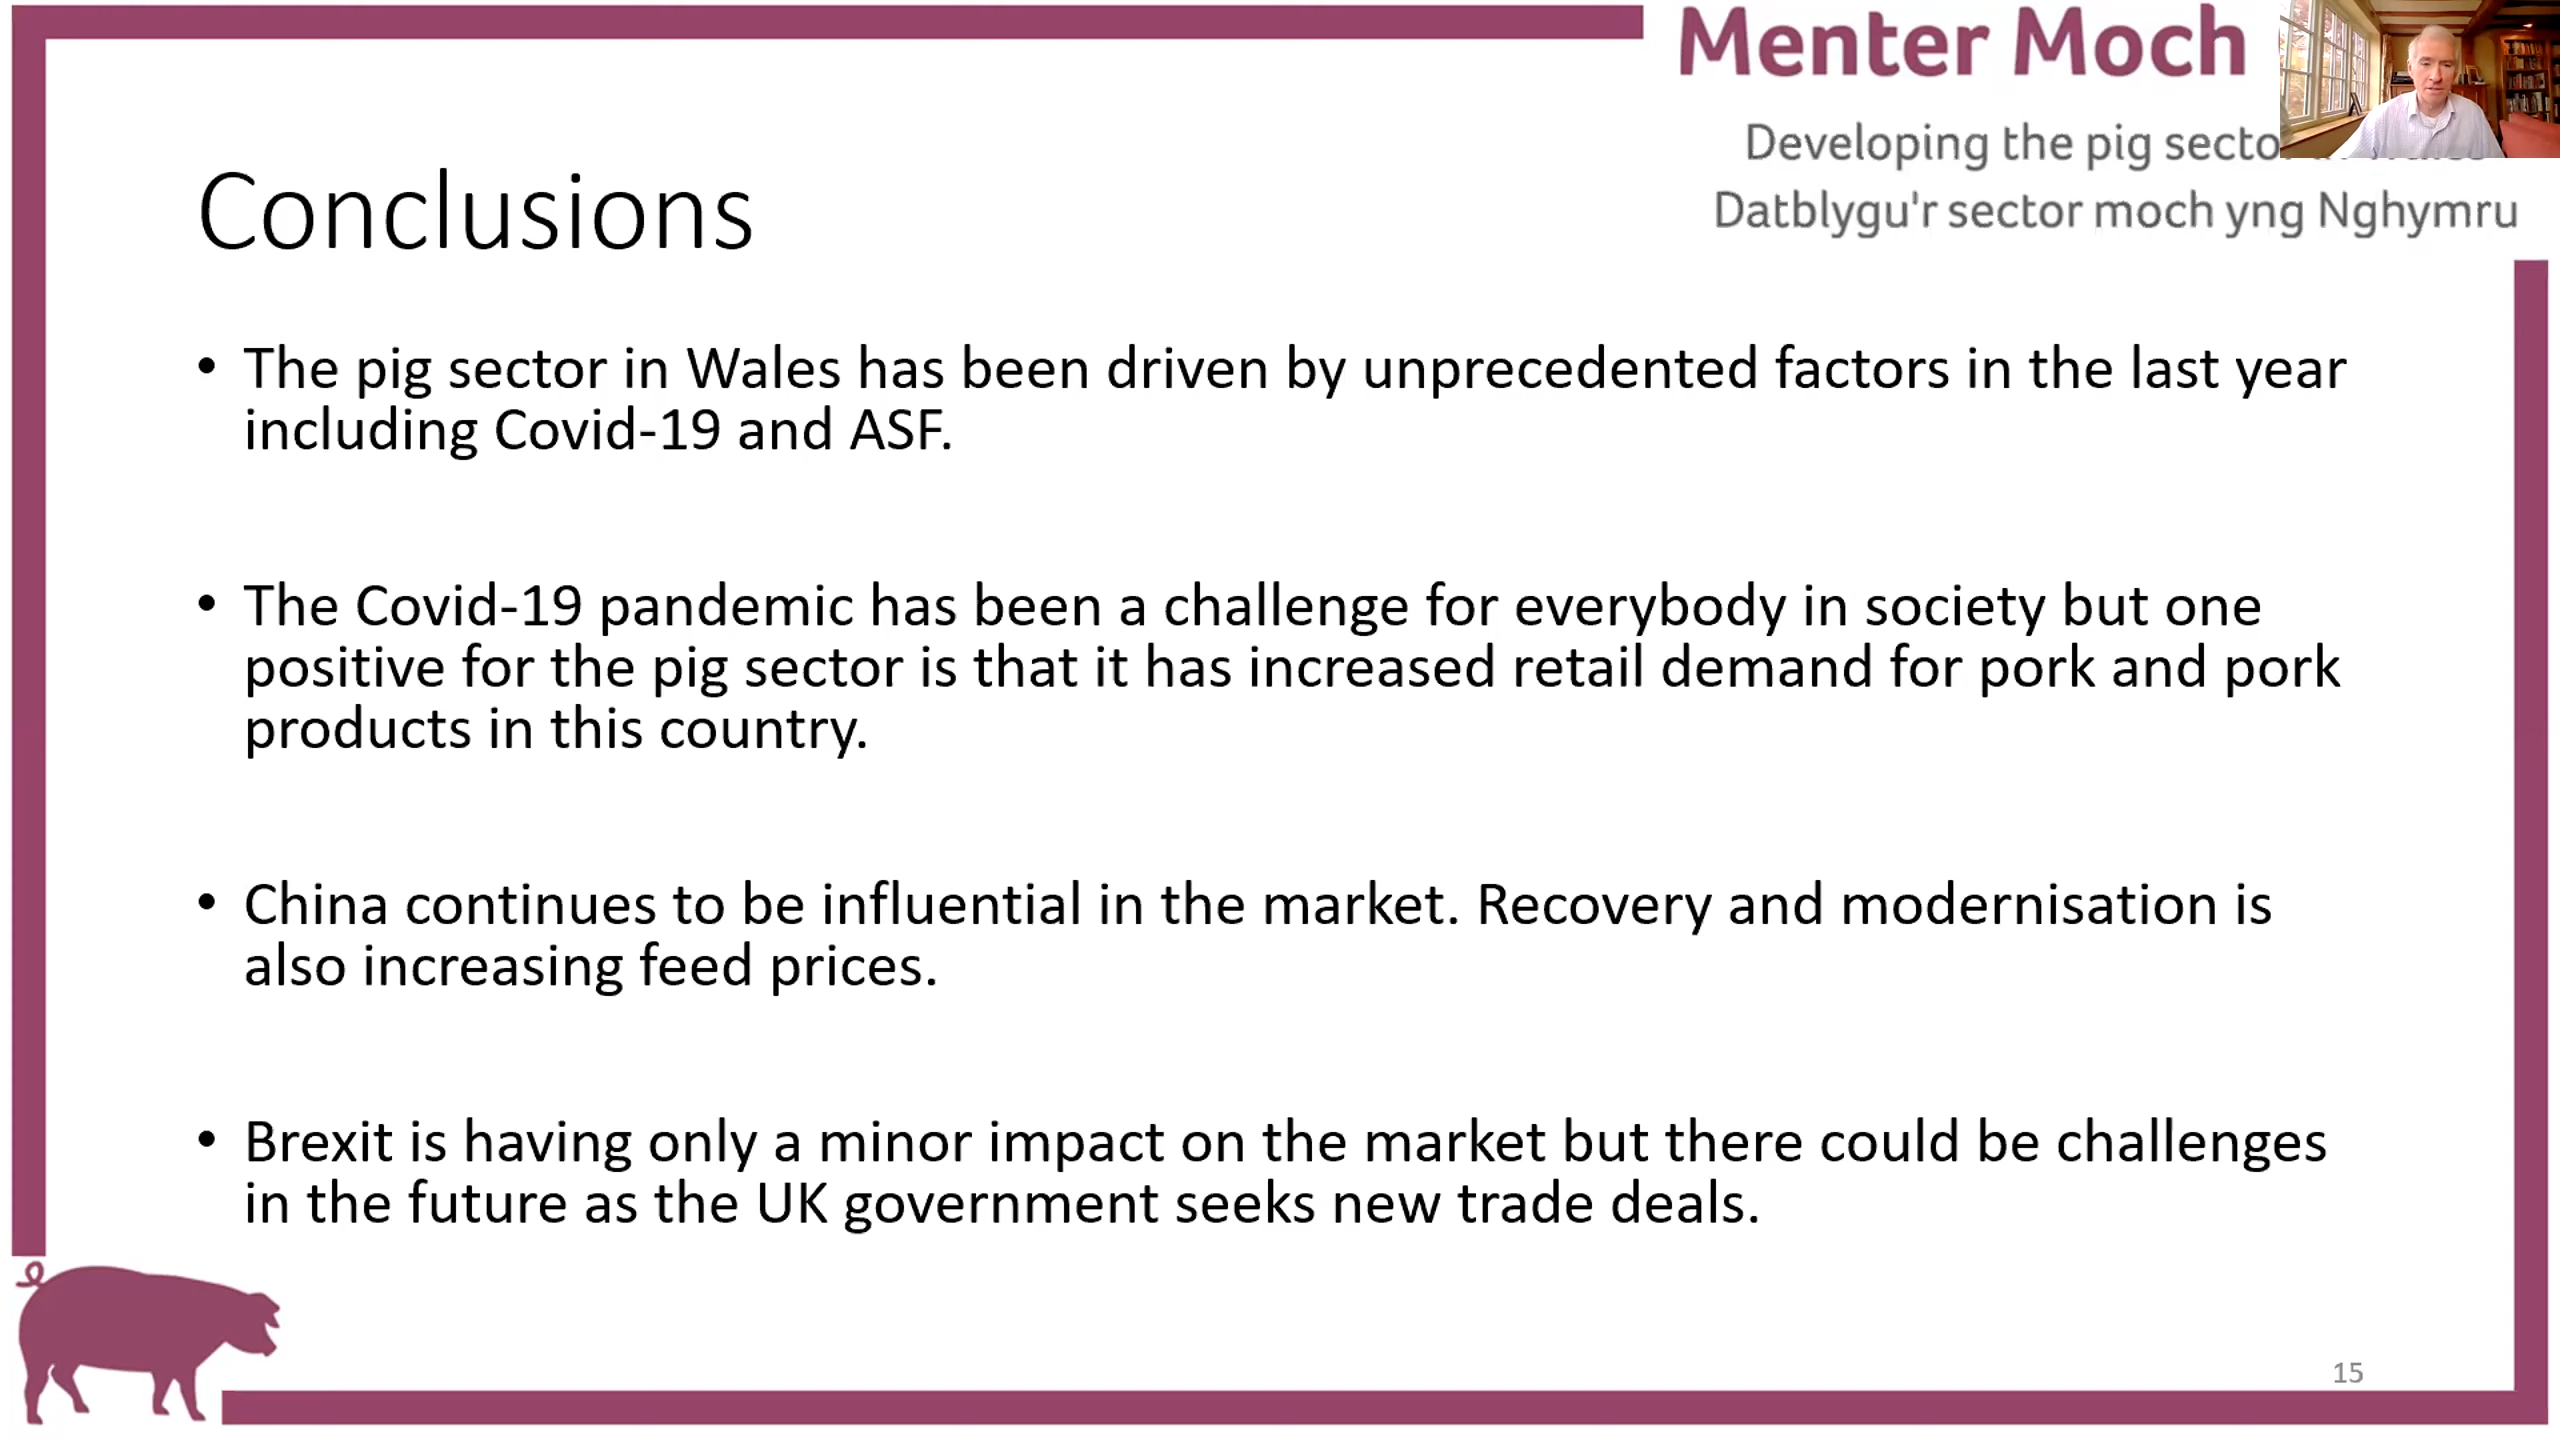 Menter Moch
Developing the pig
Datblygu'r sector moch yng Nghymru
Conclusions
• The pig sector in Wales has been driven by unprecedented factors in the last year
including Covid-19 and ASF.
• The Covid-19 pandemic has been a challenge for everybody in society but one
positive for the pig sector is that it has increased retail demand for pork and pork
products in this country.
• China continues to be influential in the market. Recovery and modernisation is
also increasing feed prices.
• Brexit is having only a minor impact on the market but there could be challenges
in the future as the UK government seeks new trade deals.
15